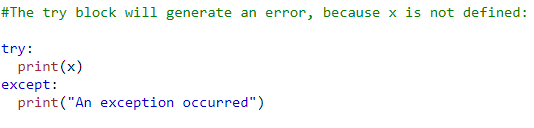 #The try block will generate an error, because x is not defined:
try:
  print(x)
except:
  print("An exception occurred")